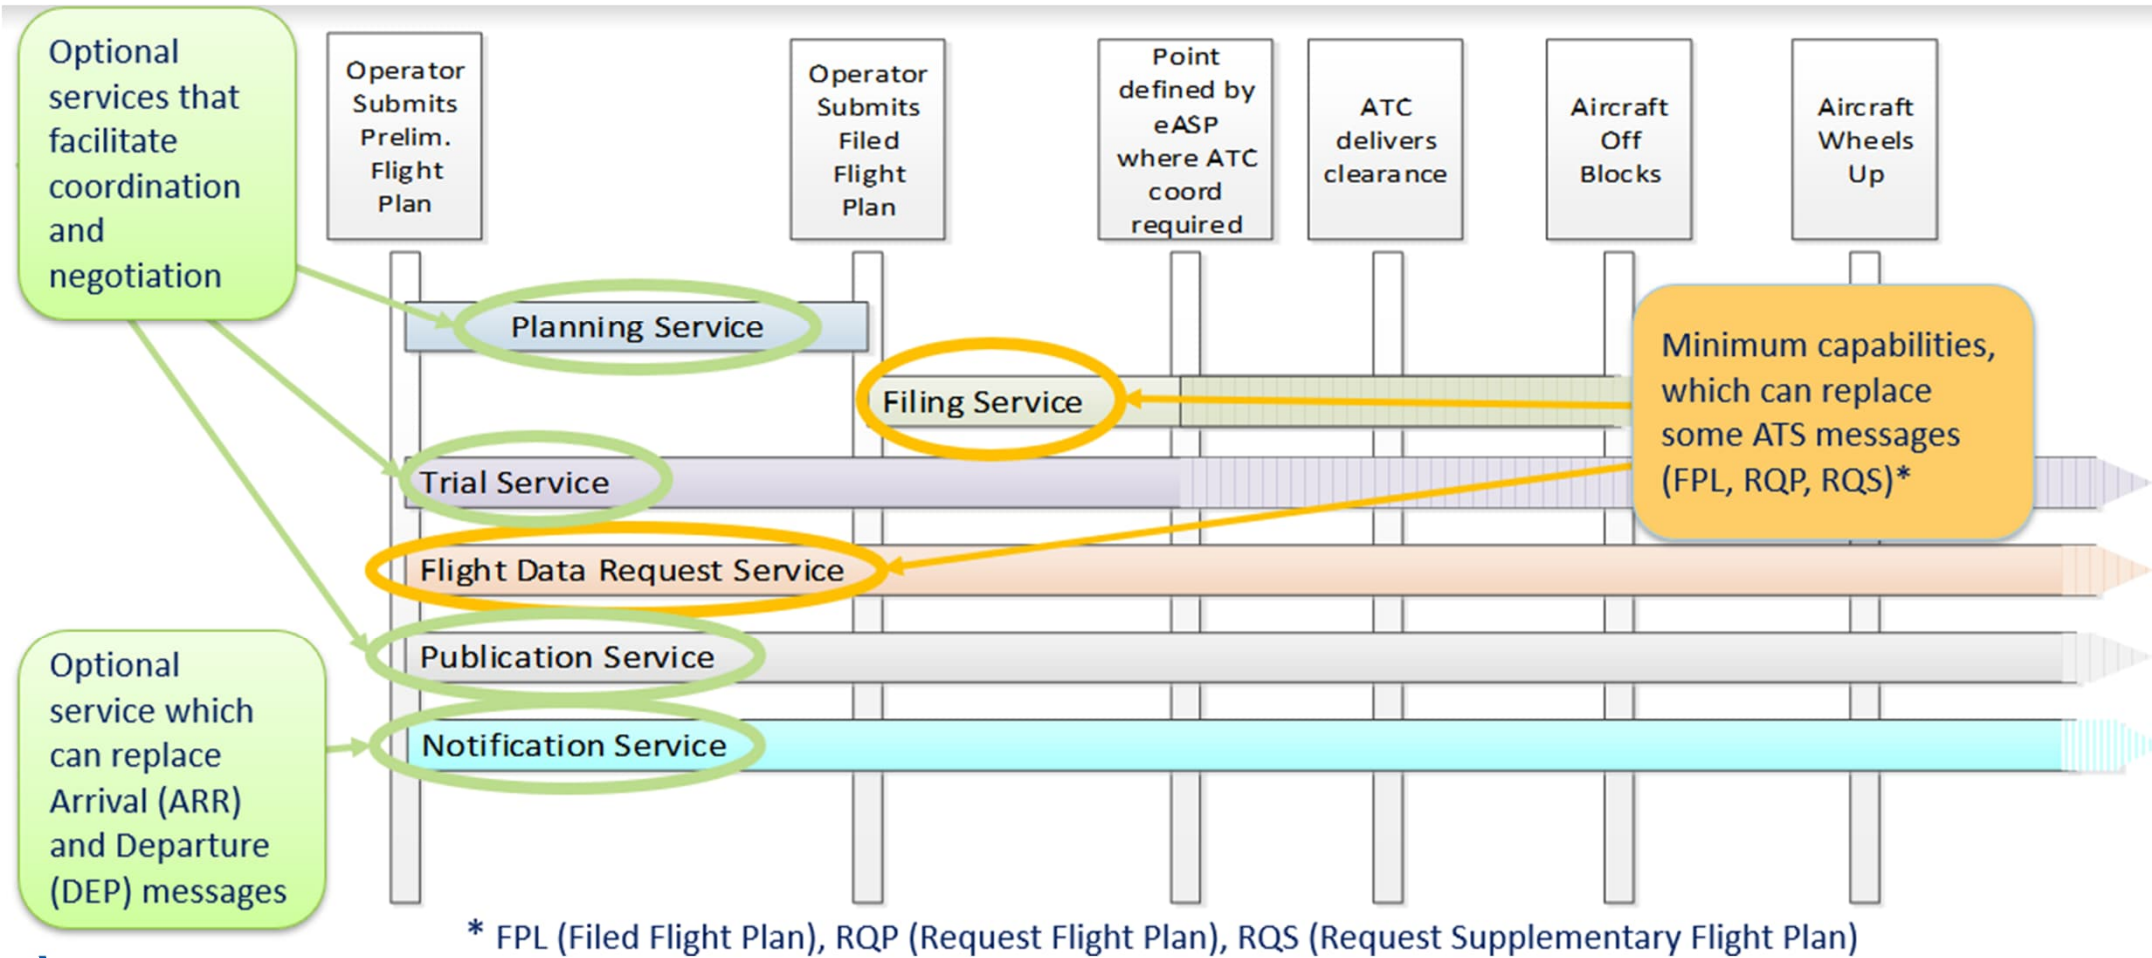 Optional
services that
facilitate
coordination
and
negotiation
Operator
Submits
Prelim.
Flight
Plan
Operator
Submits
Filed
Flight
Plan
Point
defined by
eASP
where ATC
coord
required
ATC
delivers
clearance
Aircraft
Off
Blocks
Aircraft
Wheels
Up
Planning Service
Filing Service
Minimum capabilities,
which can replace
some ATS messages
(FPL, RQP, RQS)*
Trial Service
Flight Data Request Service
Publication Service
Notification Service
Optional
service which
can replace
Arrival (ARR)
and Departure
(DEP) messages
* FPL (Filed Flight Plan), RQP (Request Flight Plan), RQS (Request Supplementary Flight Plan)